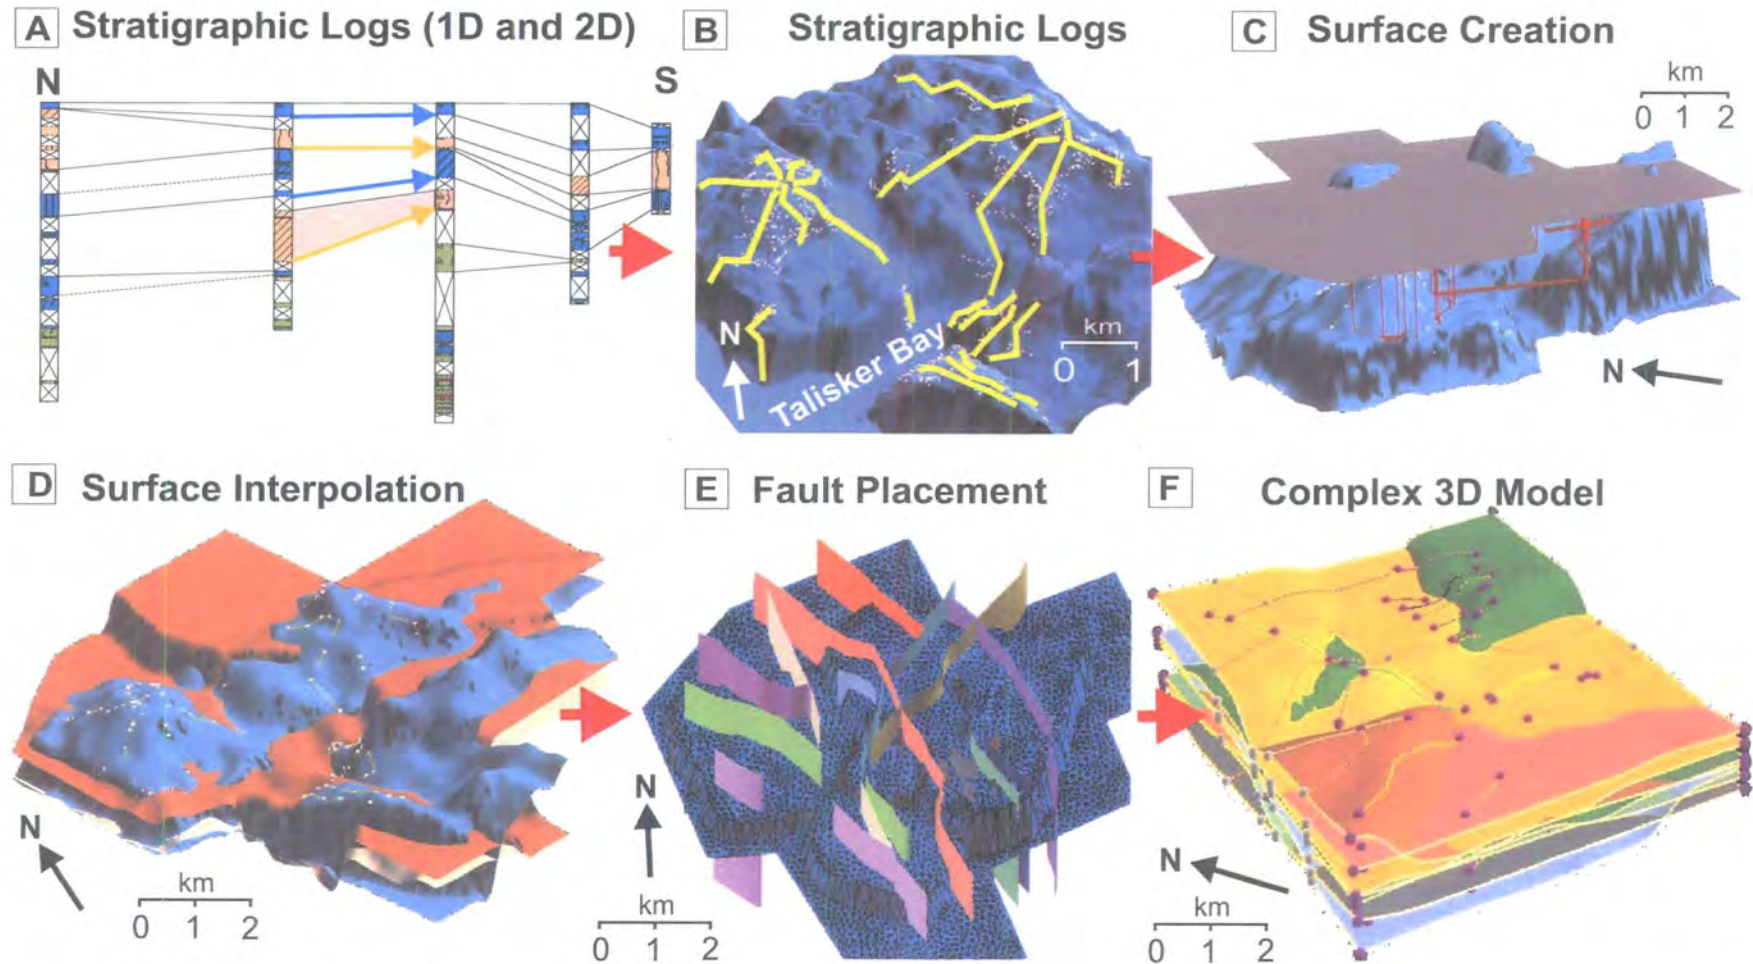 A Stratigraphic Logs (1D and 2D)
N
S
B Stratigraphic Logs
N
Talisker Bay
km
0 1
C Surface Creation
km
0 1 2
N
D Surface Interpolation
N
km
0 1 2
E Fault Placement
N
km
0 1 2
F Complex 3D Model
N
km
0 1 2